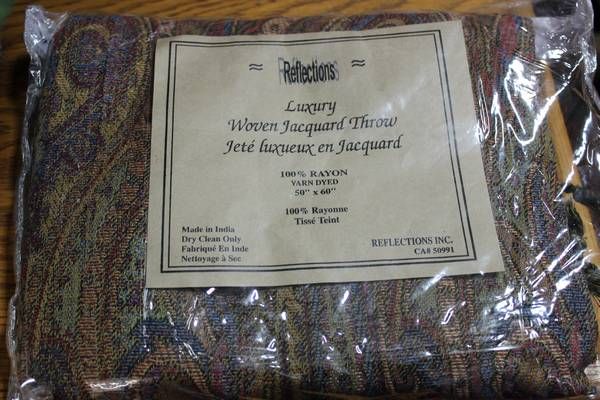 ≈ Reflections ≈
Luxury
Woven Jacquard Throw
Jeté luxueux en Jacquard
100% RAYON
YARN DYED
50" x 60"
100% Rayonne
Tissé Teint
Made in India
Dry Clean Only
Fabriqué En Inde
Nettoyage à Sec
REFLECTIONS INC.
CA# 50991